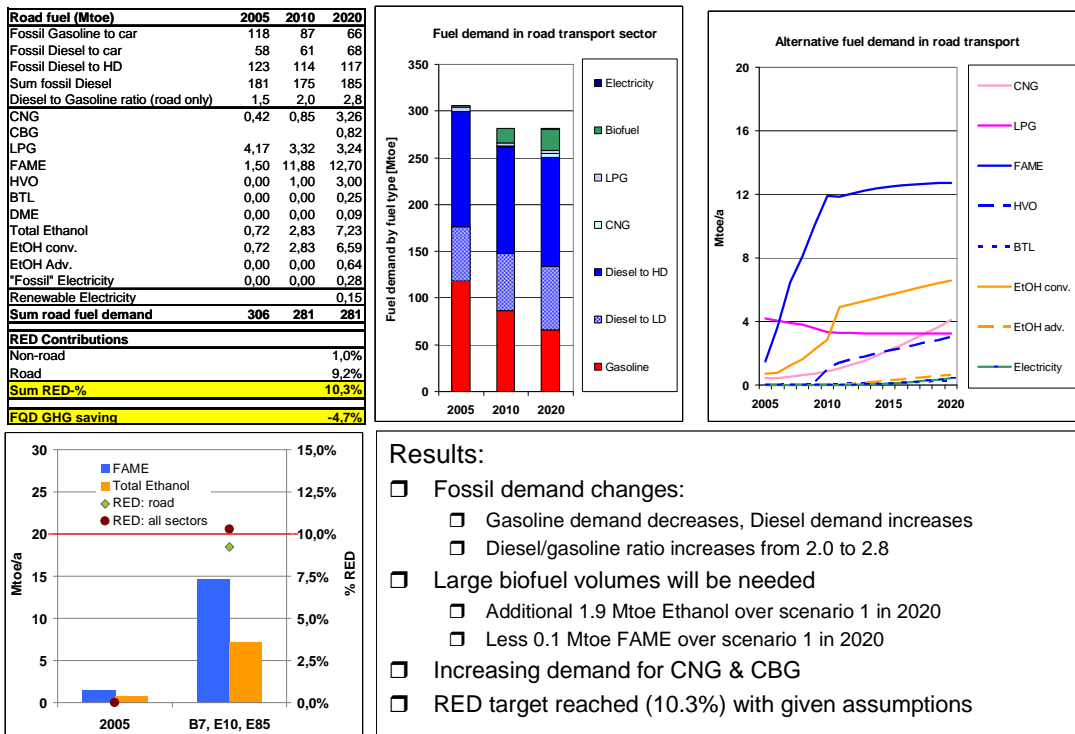 Road fuel (Mtoe) 2005 2010 2020
Fossil Gasoline to car 118 87 66
Fossil Diesel to car 58 61 68
Fossil Diesel to HD 123 114 117
Sum fossil Diesel 181 175 185
Diesel to Gasoline ratio (road only) 1,5 2,0 2,8
CNG 0,42 0,85 3,26
CBG 0,82
LPG 4,17 3,32 3,24
FAME 1,50 11,88 12,70
HVO 0,00 1,00 3,00
BTL 0,00 0,00 0,25
DME 0,00 0,00 0,09
Total Ethanol 0,72 2,83 7,23
EtOH conv. 0,72 2,83 6,59
EtOH Adv. 0,00 0,00 0,64
"Fossil" Electricity 0,00 0,00 0,28
Renewable Electricity 0,15
Sum road fuel demand 306 281 281
RED Contributions
Non-road 1,0%
Road 9,2%
Sum RED-% 10,3%
FQD GHG saving -4,7%
Fuel demand in road transport sector
Fuel demand by fuel type [Mtoe]
350
300
250
200
150
100
50
0
2005 2010 2020
Electricity
Biofuel
LPG
CNG
Diesel to HD
Diesel to LD
Gasoline
Alternative fuel demand in road transport
Mtoe/a
20
16
12
8
4
0
2005 2010 2015 2020
CNG
LPG
FAME
HVO
BTL
EtOH conv.
EtOH adv.
Electricity
Mtoe/a
30
25
20
15
10
5
0
FAME
Total Ethanol
RED: road
RED: all sectors
2005 B7, E10, E85
15,0%
12,5%
10,0%
7,5%
5,0%
2,5%
0,0%
% RED
Results:
Fossil demand changes:
Gasoline demand decreases, Diesel demand increases
Diesel/gasoline ratio increases from 2.0 to 2.8
Large biofuel volumes will be needed
Additional 1.9 Mtoe Ethanol over scenario 1 in 2020
Less 0.1 Mtoe FAME over scenario 1 in 2020
Increasing demand for CNG & CBG
RED target reached (10.3%) with given assumptions